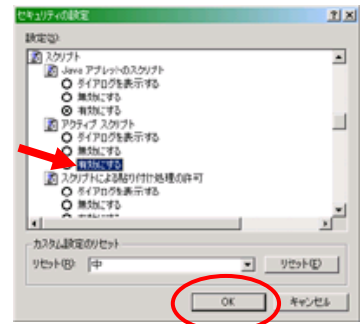 セキュリティの設定
設定(S):
スクリプト
Java アプレットのスクリプト
ダイアログを表示する
無効にする
有効にする
アクティブ スクリプト
ダイアログを表示する
無効にする
有効にする
スクリプトによる貼り付け処理の許可
ダイアログを表示する
無効にする
有効にする
カスタム設定のリセット
リセット(R): 中 リセット(E)
OK キャンセル